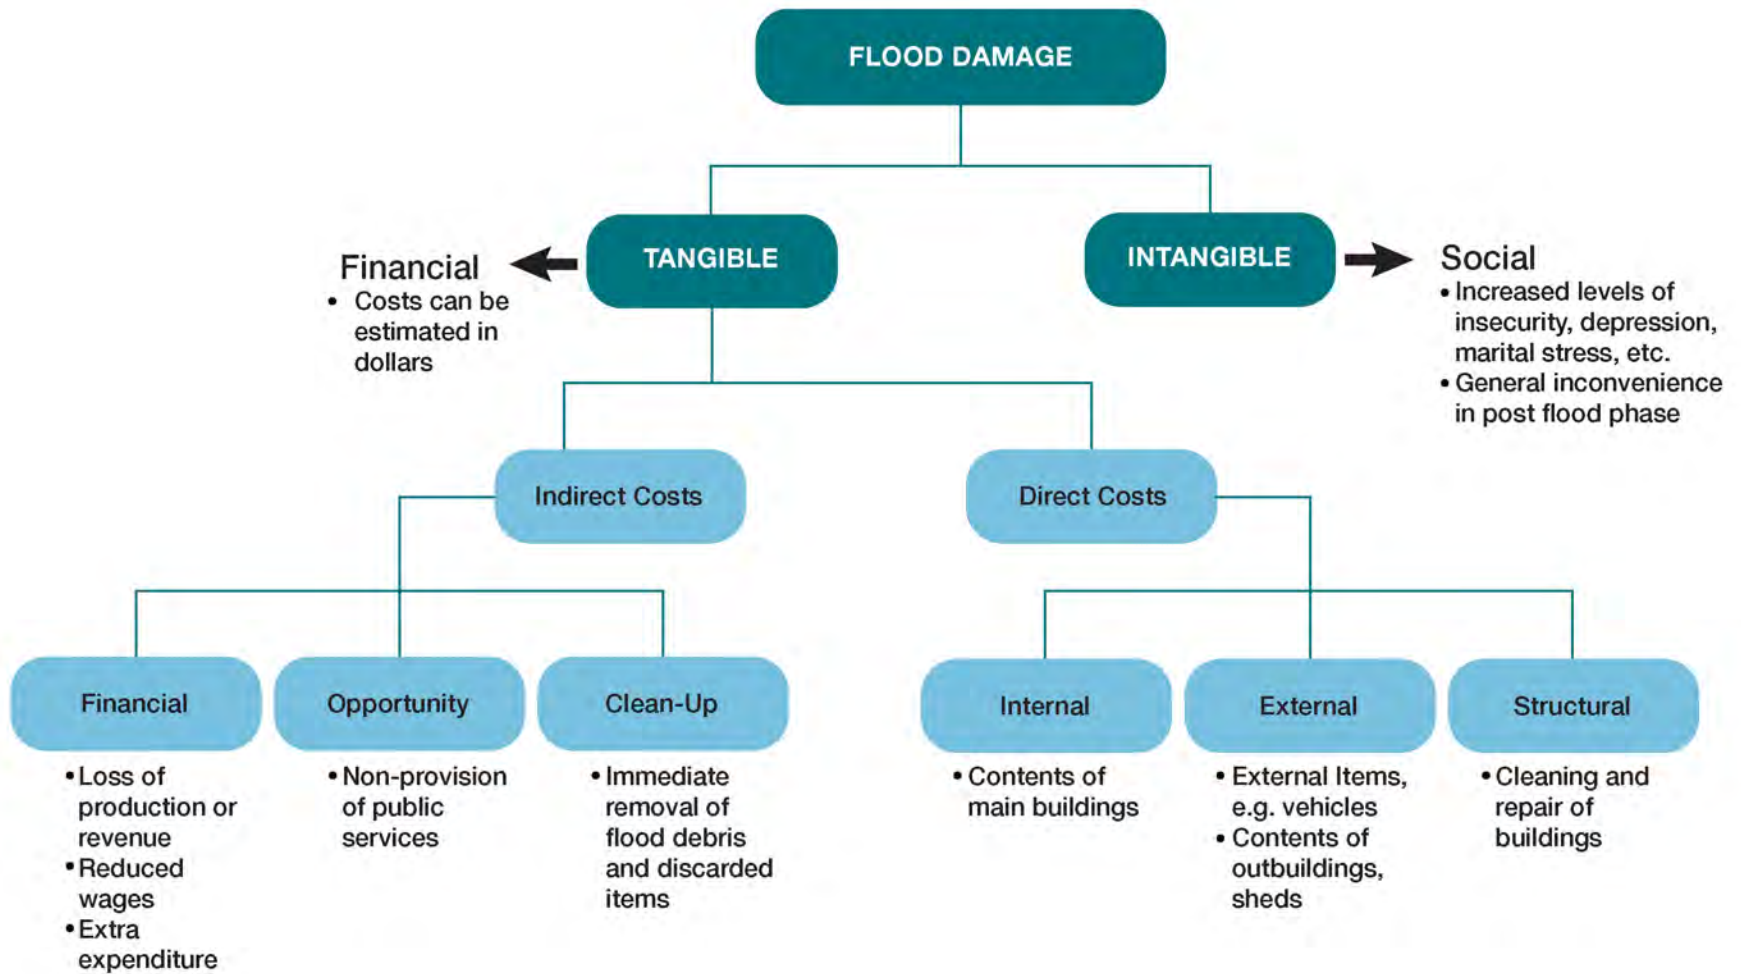 FLOOD DAMAGE
TANGIBLE
INTANGIBLE
Financial
• Costs can be
estimated in
dollars
Social
• Increased levels of
insecurity, depression,
marital stress, etc.
• General inconvenience
in post flood phase
Indirect Costs
Direct Costs
Financial
• Loss of
production or
revenue
• Reduced
wages
• Extra
expenditure
Opportunity
• Non-provision
of public
services
Clean-Up
• Immediate
removal of
flood debris
and discarded
items
Internal
• Contents of
main buildings
External
• External Items,
e.g. vehicles
• Contents of
outbuildings,
sheds
Structural
• Cleaning and
repair of
buildings